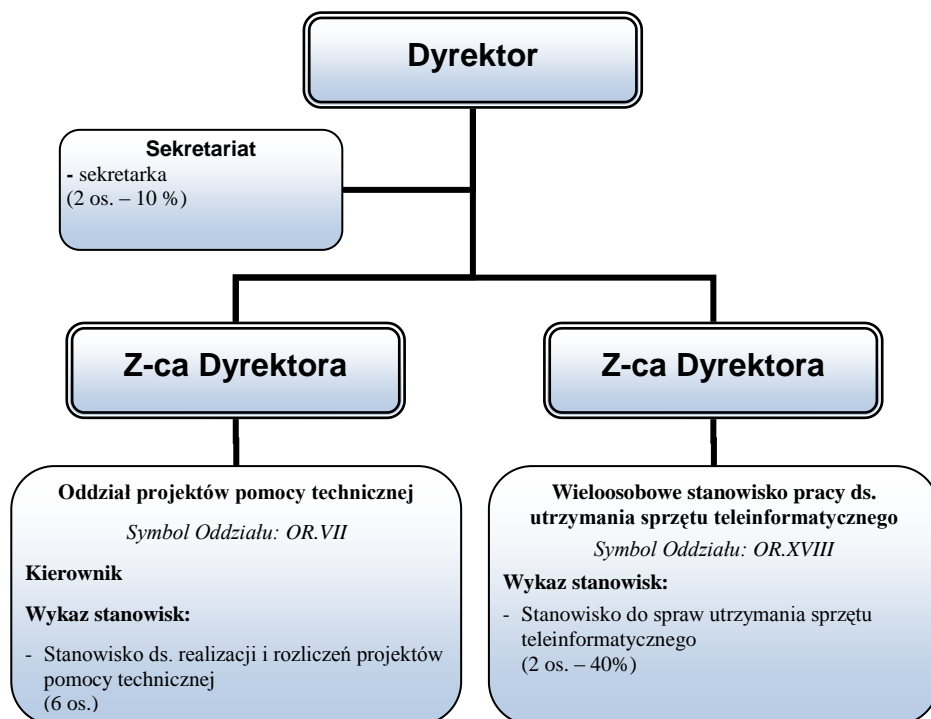 Dyrektor
Sekretariat
- sekretarka
(2 os. – 10 %)
Z-ca Dyrektora
Z-ca Dyrektora
Oddział projektów pomocy technicznej
Symbol Oddziału: OR.VII
Kierownik
Wykaz stanowisk:
- Stanowisko ds. realizacji i rozliczeń projektów
pomocy technicznej
(6 os.)
Wieloosobowe stanowisko pracy ds.
utrzymania sprzętu teleinformatycznego
Symbol Oddziału: OR.XVIII
Wykaz stanowisk:
- Stanowisko do spraw utrzymania sprzętu
teleinformatycznego
(2 os. – 40%)